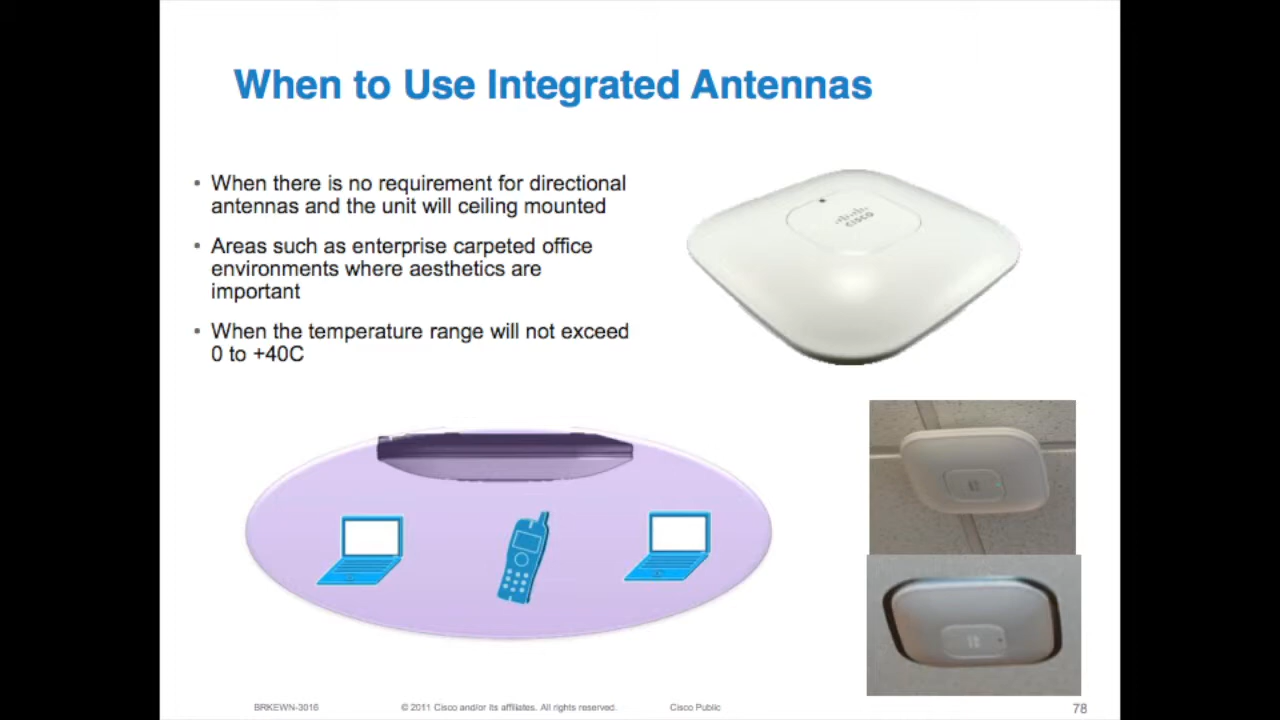 When to Use Integrated Antennas
• When there is no requirement for directional
antennas and the unit will ceiling mounted
• Areas such as enterprise carpeted office
environments where aesthetics are
important
• When the temperature range will not exceed
0 to +40C
CISCO
BRKEWN-3016
© 2011 Cisco and/or its affiliates. All rights reserved.
Cisco Public
78